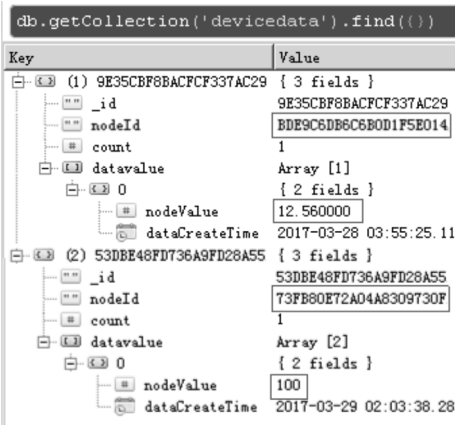 db.getCollection('devicedata').find({})
Key Value
(1) 9E35CBF8BACFCF337AC29 { 3 fields }
_id 9E35CBF8BACFCF337AC29
nodeId BDE9C6DB6C6B0D1F5E014
count 1
datavalue Array [1]
0 { 2 fields }
nodeValue 12.560000
dataCreateTime 2017-03-28 03:55:25.11
(2) 53DBE48FD736A9FD28A55 { 3 fields }
_id 53DBE48FD736A9FD28A55
nodeId 73FB80E72A04A8309730F
count 1
datavalue Array [2]
0 { 2 fields }
nodeValue 100
dataCreateTime 2017-03-29 02:03:38.28